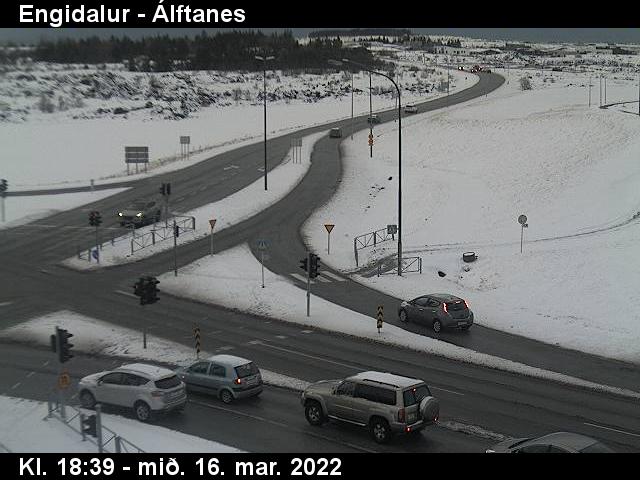 Engidalur - Álftanes
Kl. 18:39 - mið. 16. mar. 2022